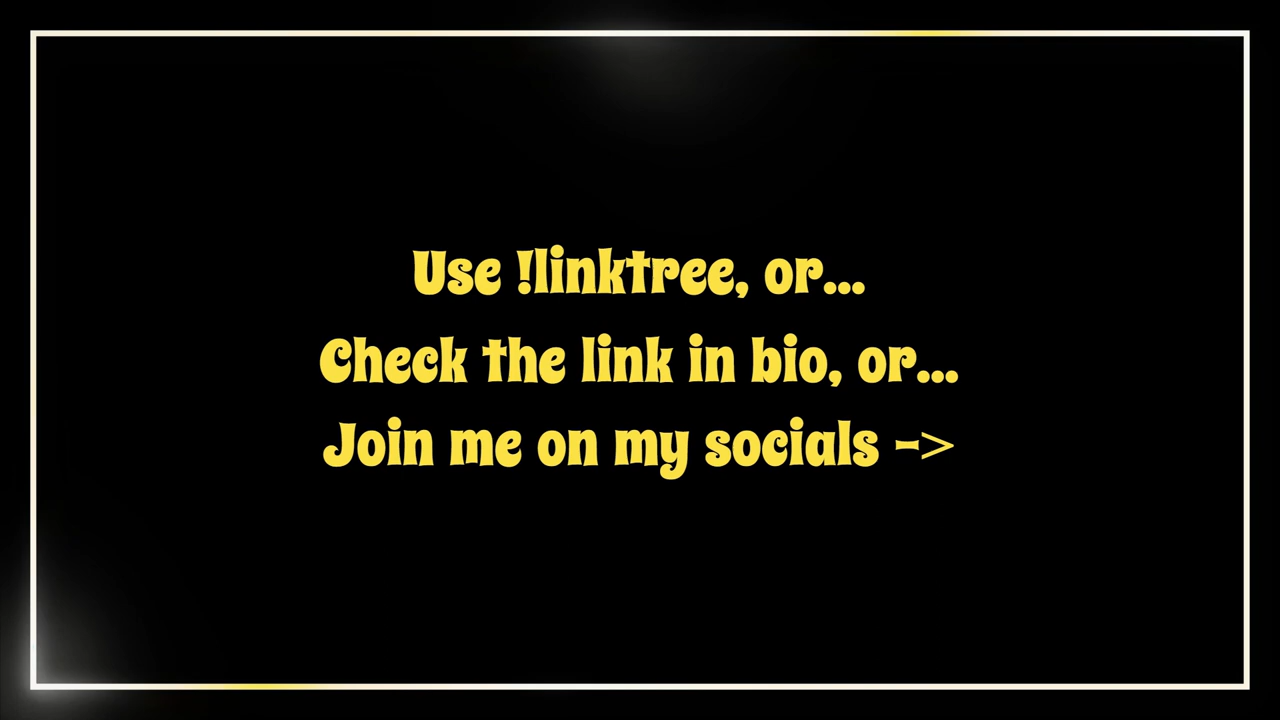 Use !linktree, or...
Check the link in bio, or...
Join me on my socials ->